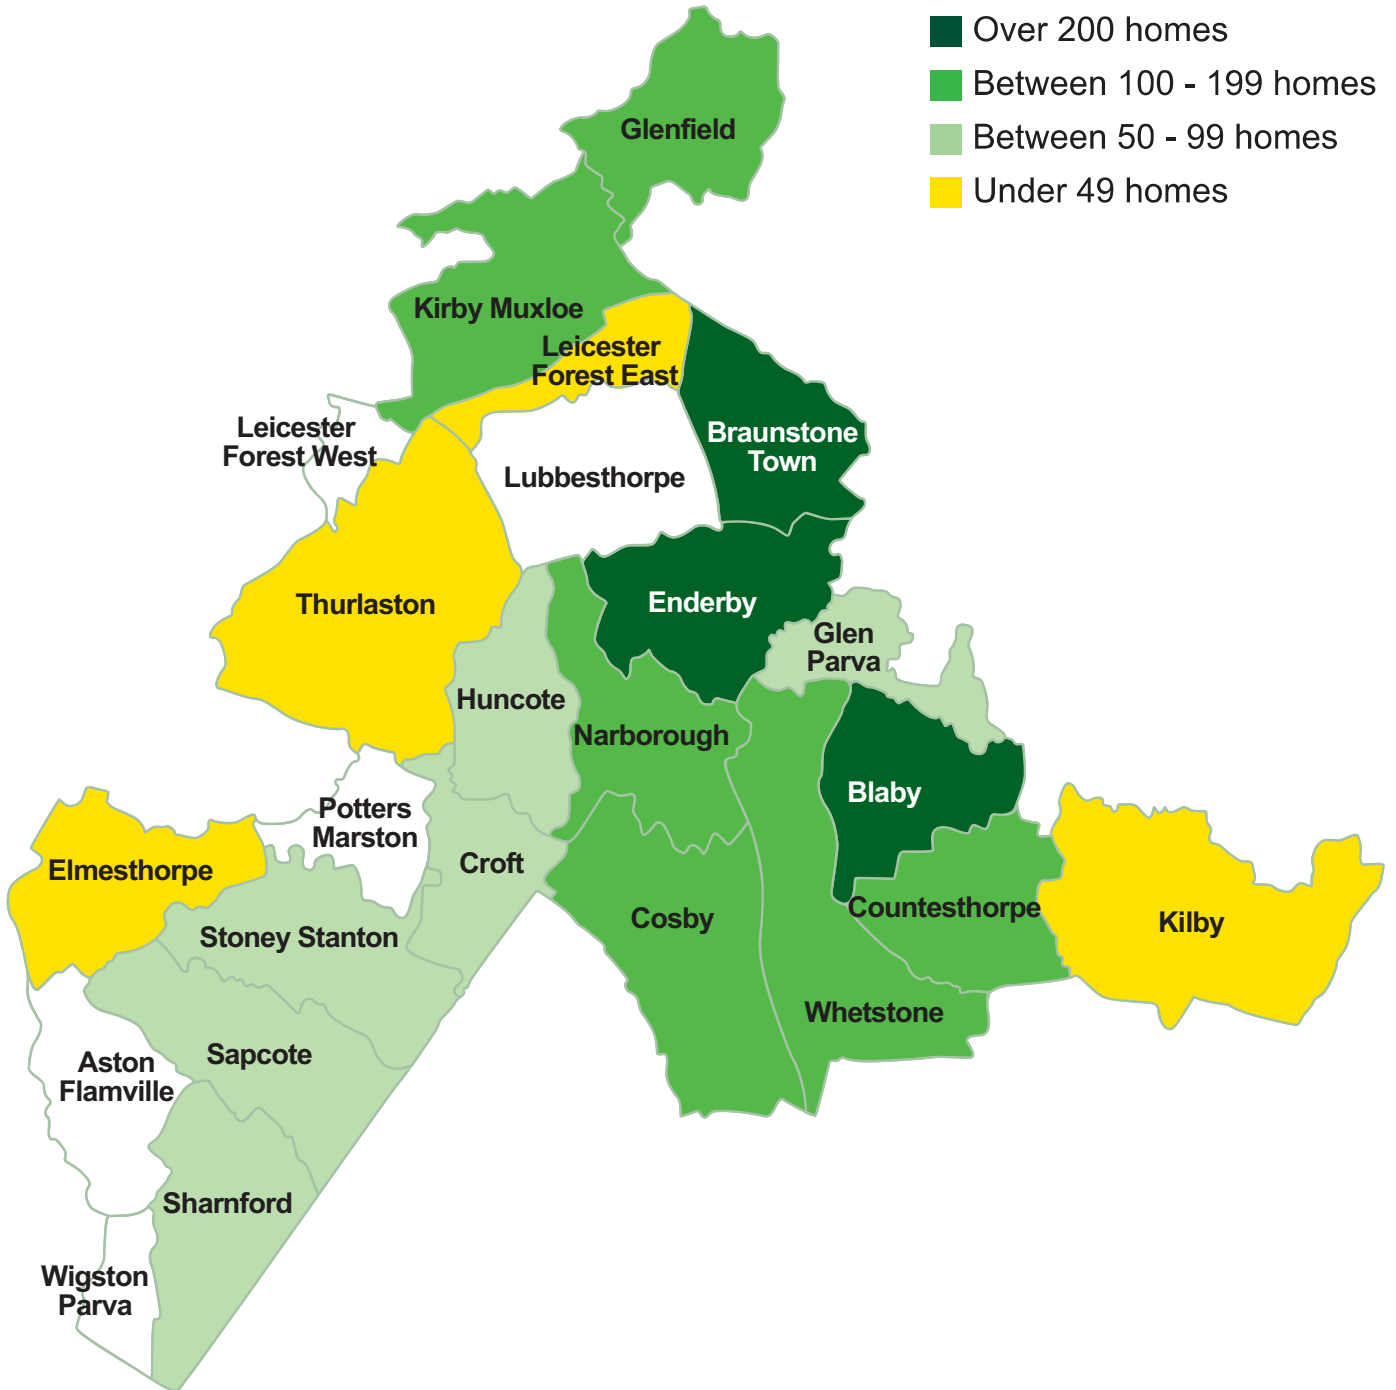 Over 200 homes
Between 100 - 199 homes
Between 50 - 99 homes
Under 49 homes
Glenfield
Kirby Muxloe
Leicester
Forest East
Leicester
Forest West
Braunstone
Town
Lubbesthorpe
Thurlaston
Enderby
Glen
Parva
Huncote
Narborough
Blaby
Potters
Marston
Elmesthorpe
Croft
Stoney Stanton
Cosby
Countesthorpe
Kilby
Whetstone
Sapcote
Aston
Flamville
Sharnford
Wigston
Parva